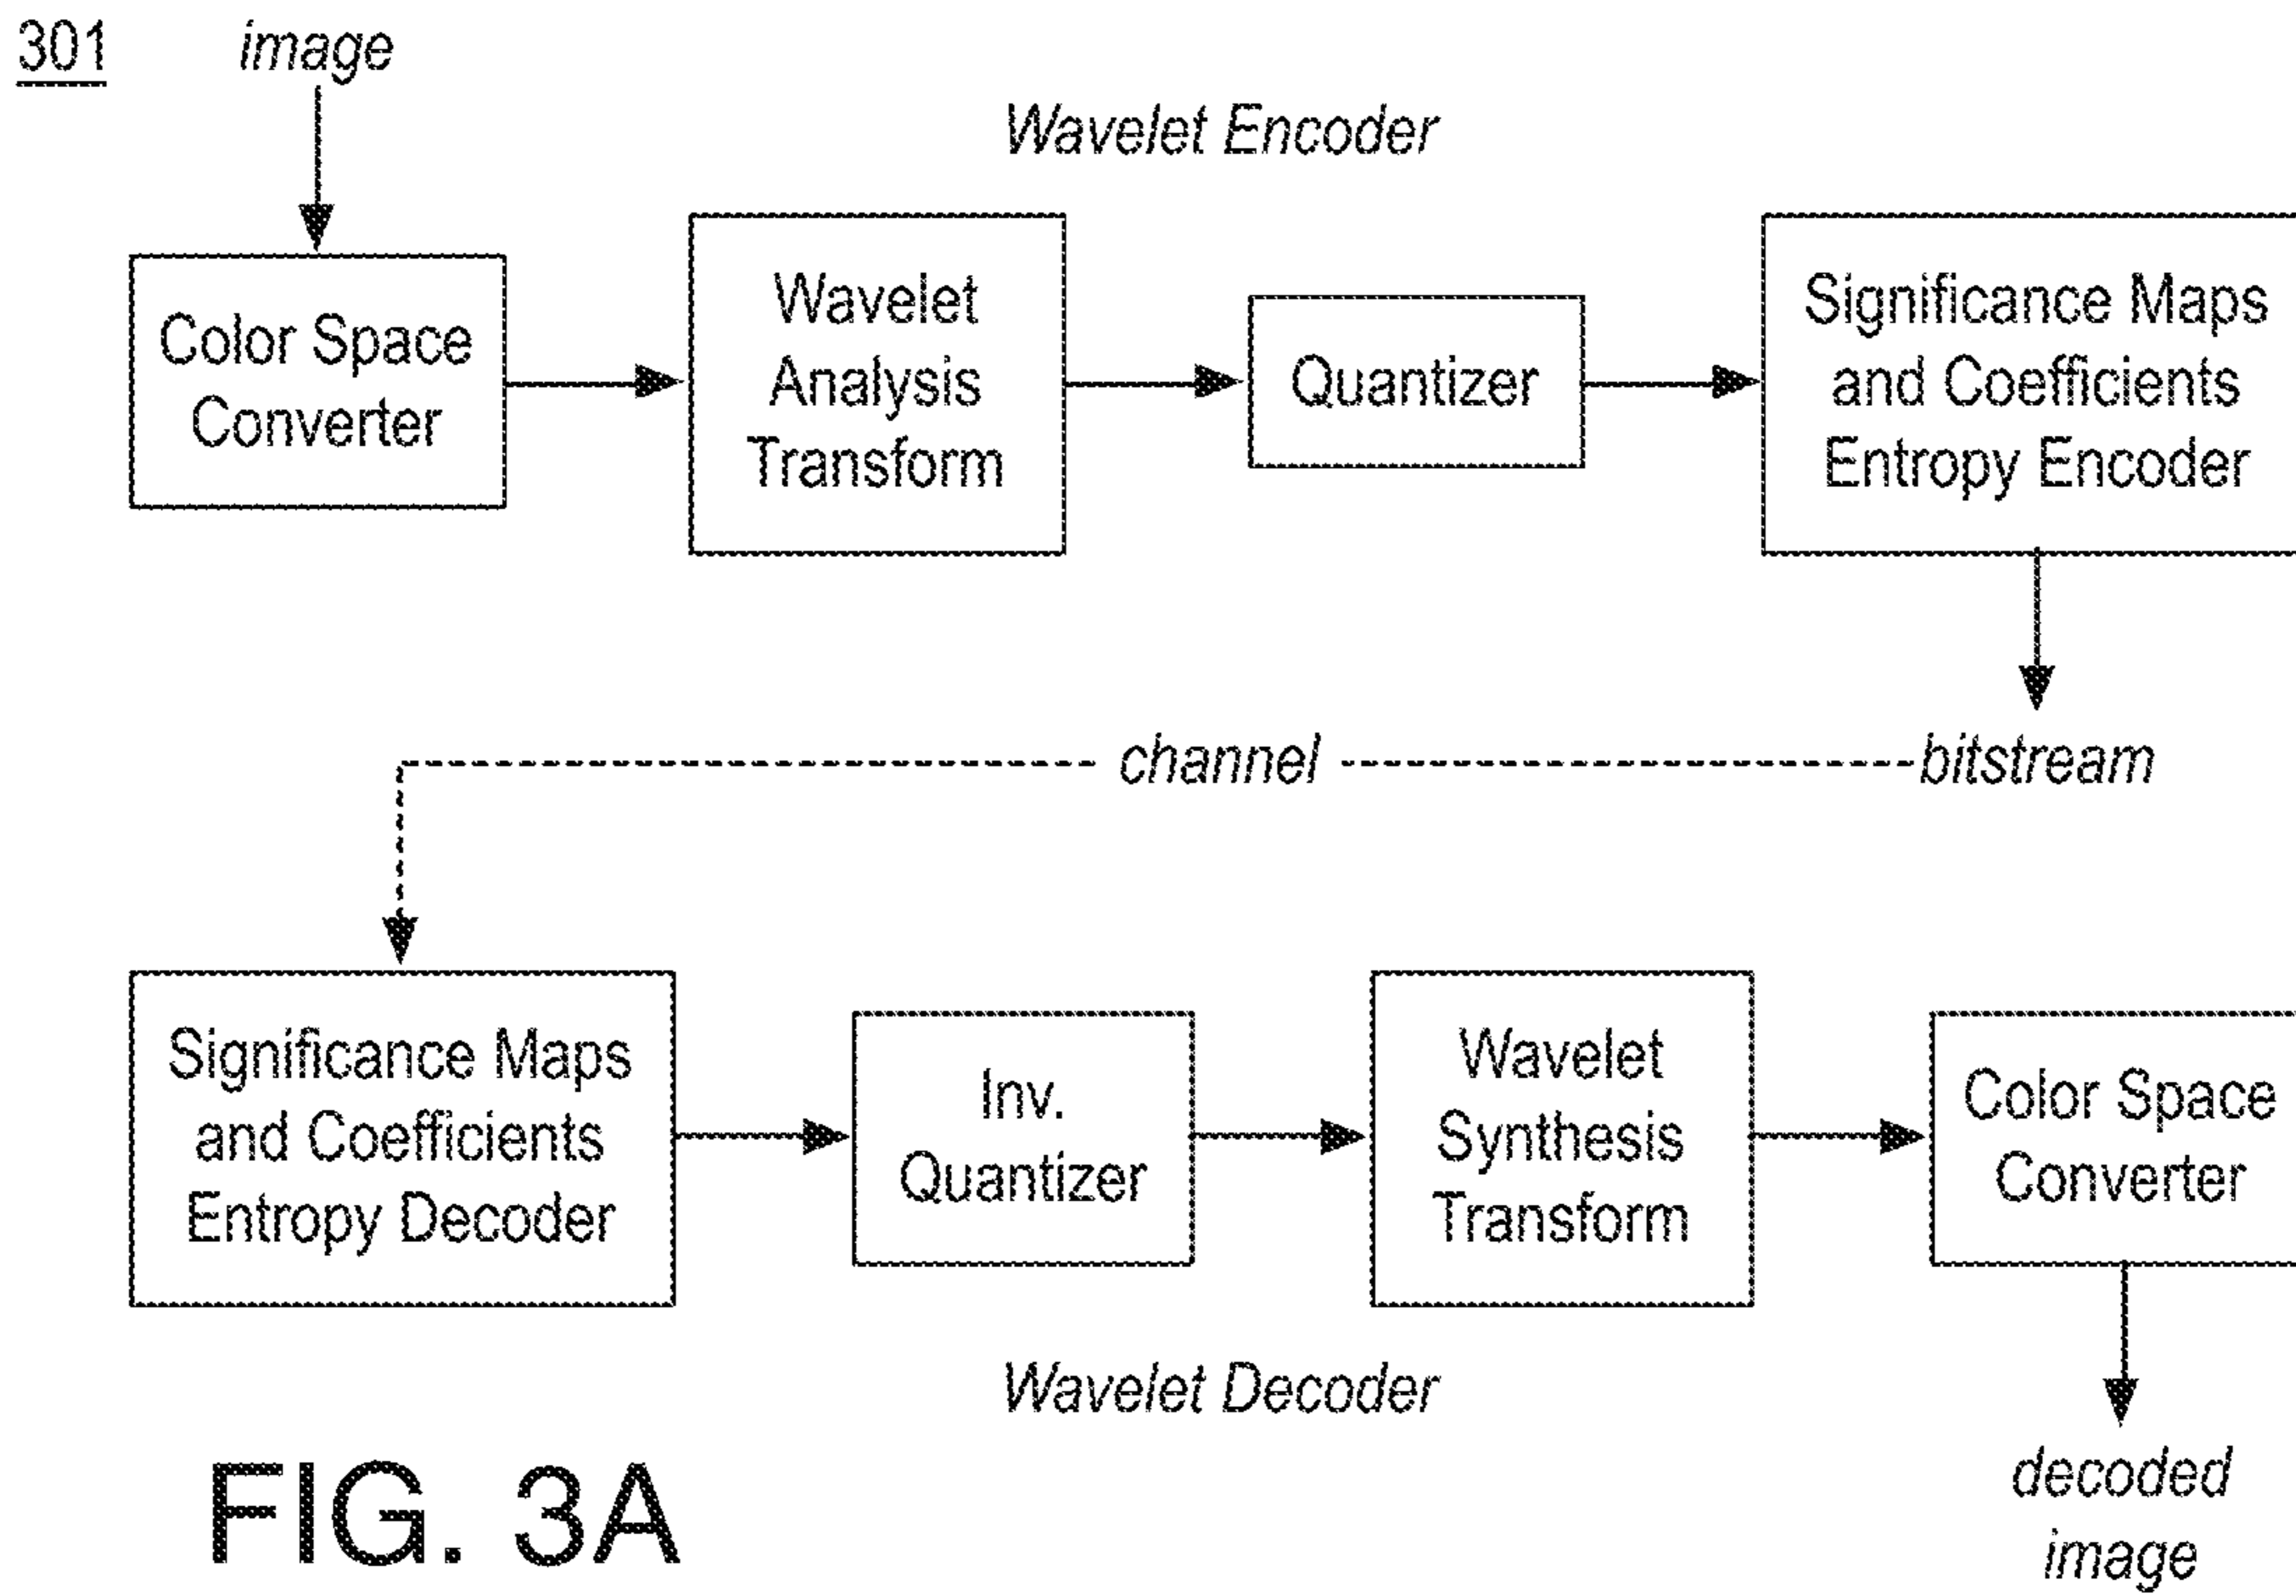 301
image
Wavelet Encoder
Color Space
Converter
Wavelet
Analysis
Transform
Quantizer
Significance Maps
and Coefficients
Entropy Encoder
channel
bitstream
Significance Maps
and Coefficients
Entropy Decoder
Inv.
Quantizer
Wavelet
Synthesis
Transform
Color Space
Converter
Wavelet Decoder
decoded
image
FIG. 3A